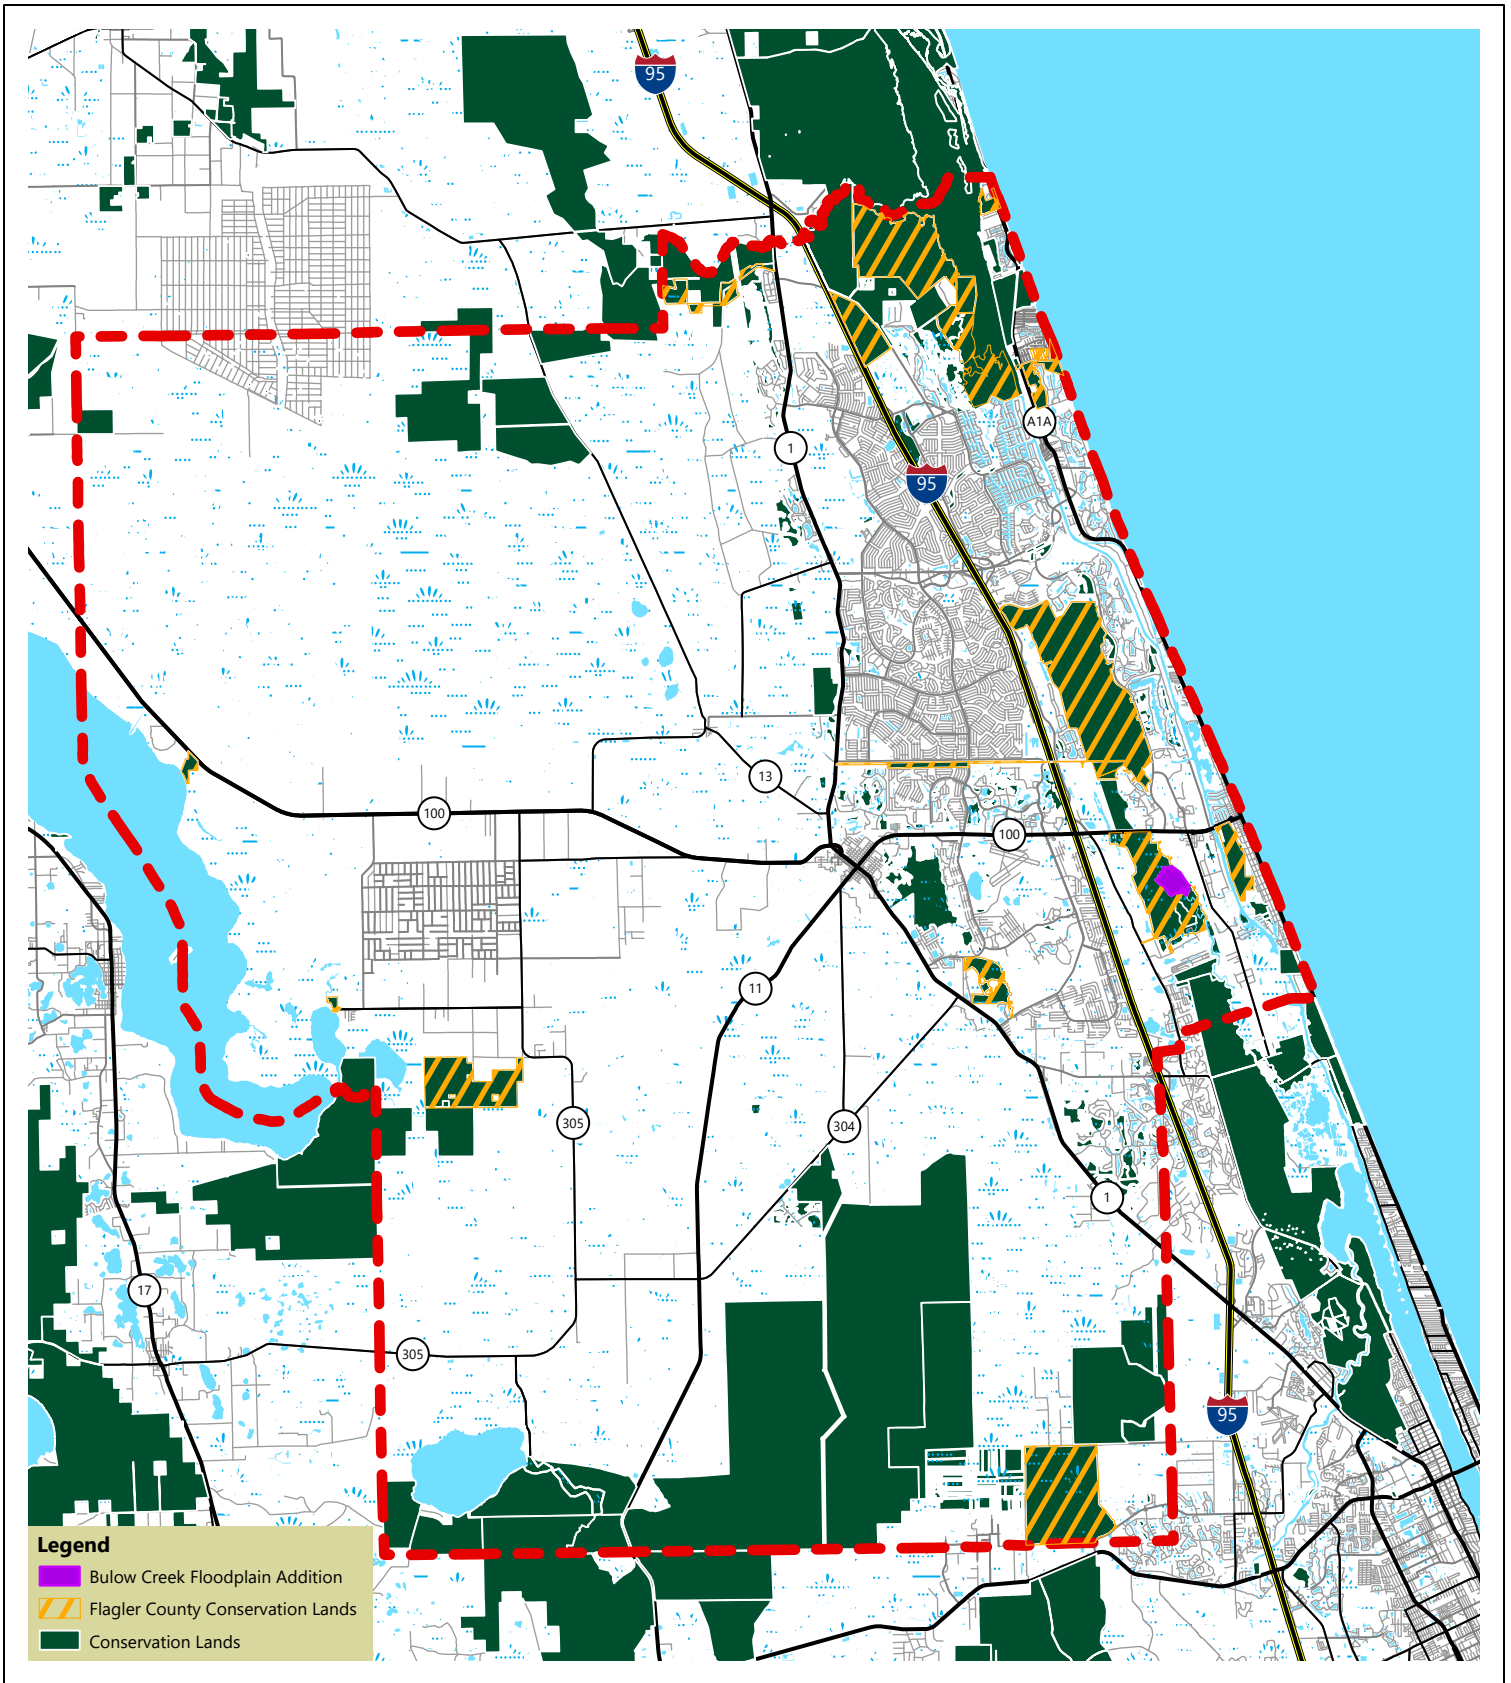 95
A1A
1
95
13
100
100
11
305
304
1
17
305
95
Legend
Bulow Creek Floodplain Addition
Flagler County Conservation Lands
Conservation Lands